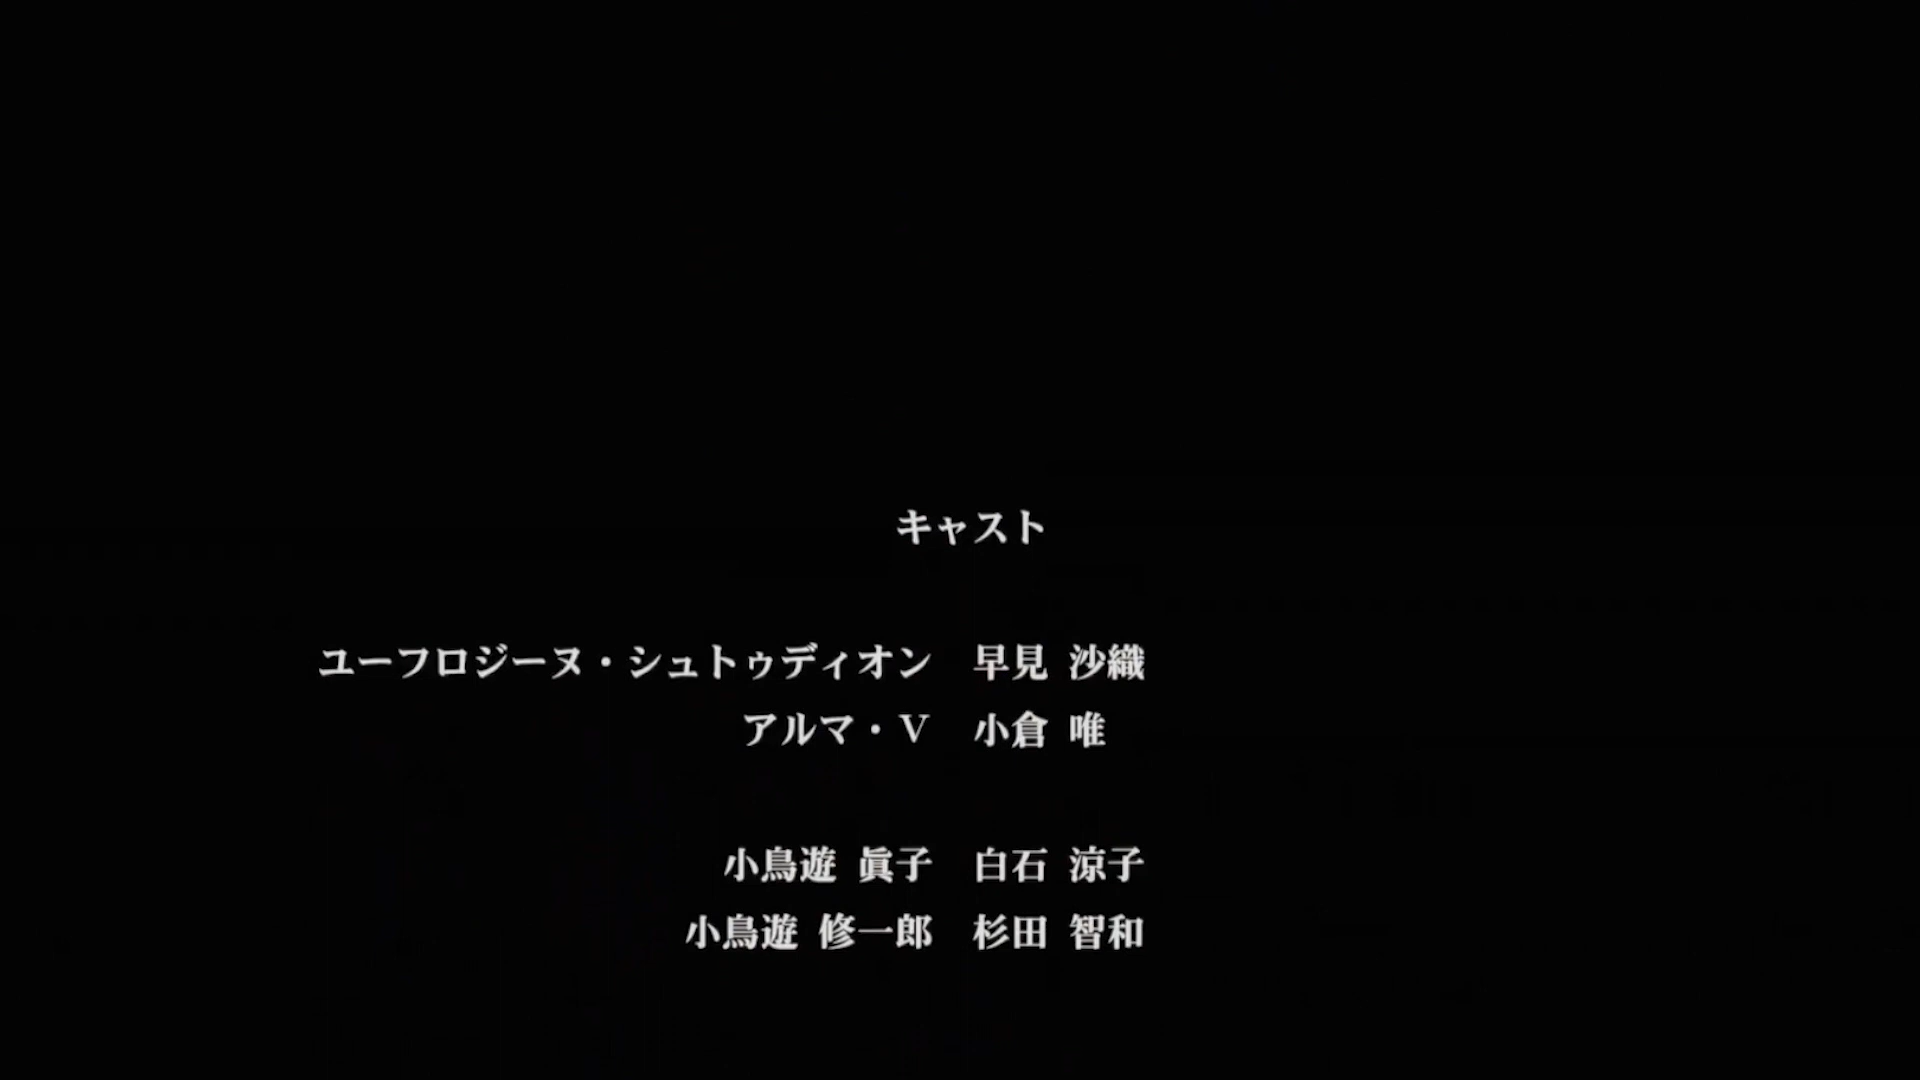 キャスト
ユーフロジーヌ・シュトゥディオン 早見 沙織
アルマ・Ⅴ 小倉 唯
小鳥遊 眞子 白石 涼子
小鳥遊 修一郎 杉田 智和